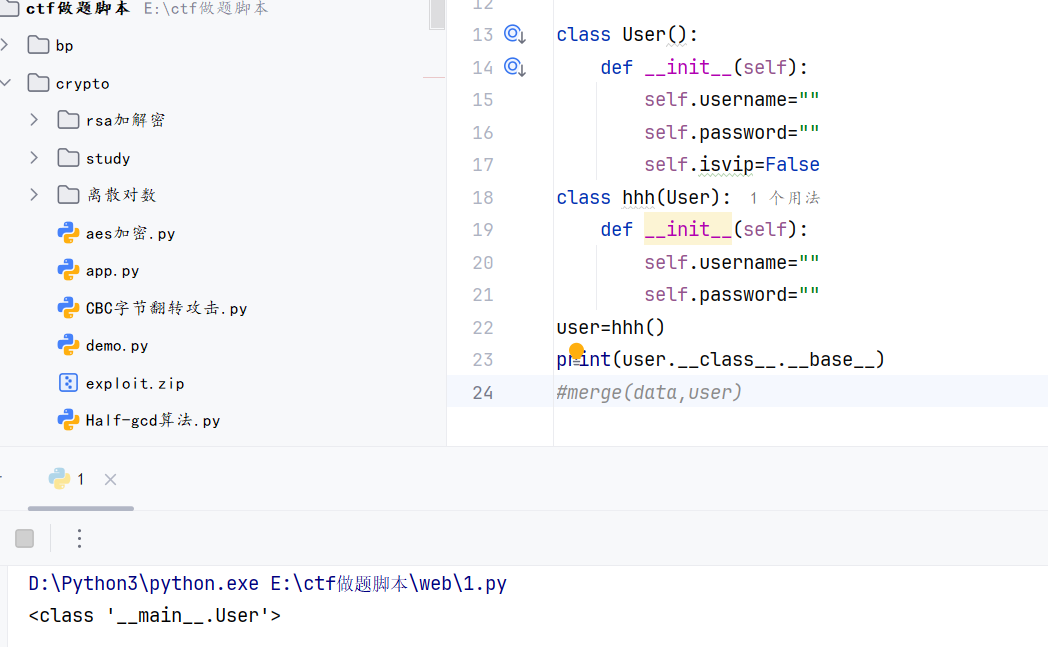 ctf做题脚本 E:\ctf做题脚本
bp
crypto
rsa加解密
study
离散对数
aes加密.py
app.py
CBC字节翻转攻击.py
demo.py
exploit.zip
Half-gcd算法.py
12
13 class User():
14 def __init__(self):
15 self.username=""
16 self.password=""
17 self.isvip=False
18 class hhh(User): 1 个用法
19 def __init__(self):
20 self.username=""
21 self.password=""
22 user=hhh()
23 print(user.__class__.__base__)
24 #merge(data,user)
1
D:\Python3\python.exe E:\ctf做题脚本\web\1.py
<class '__main__.User'>